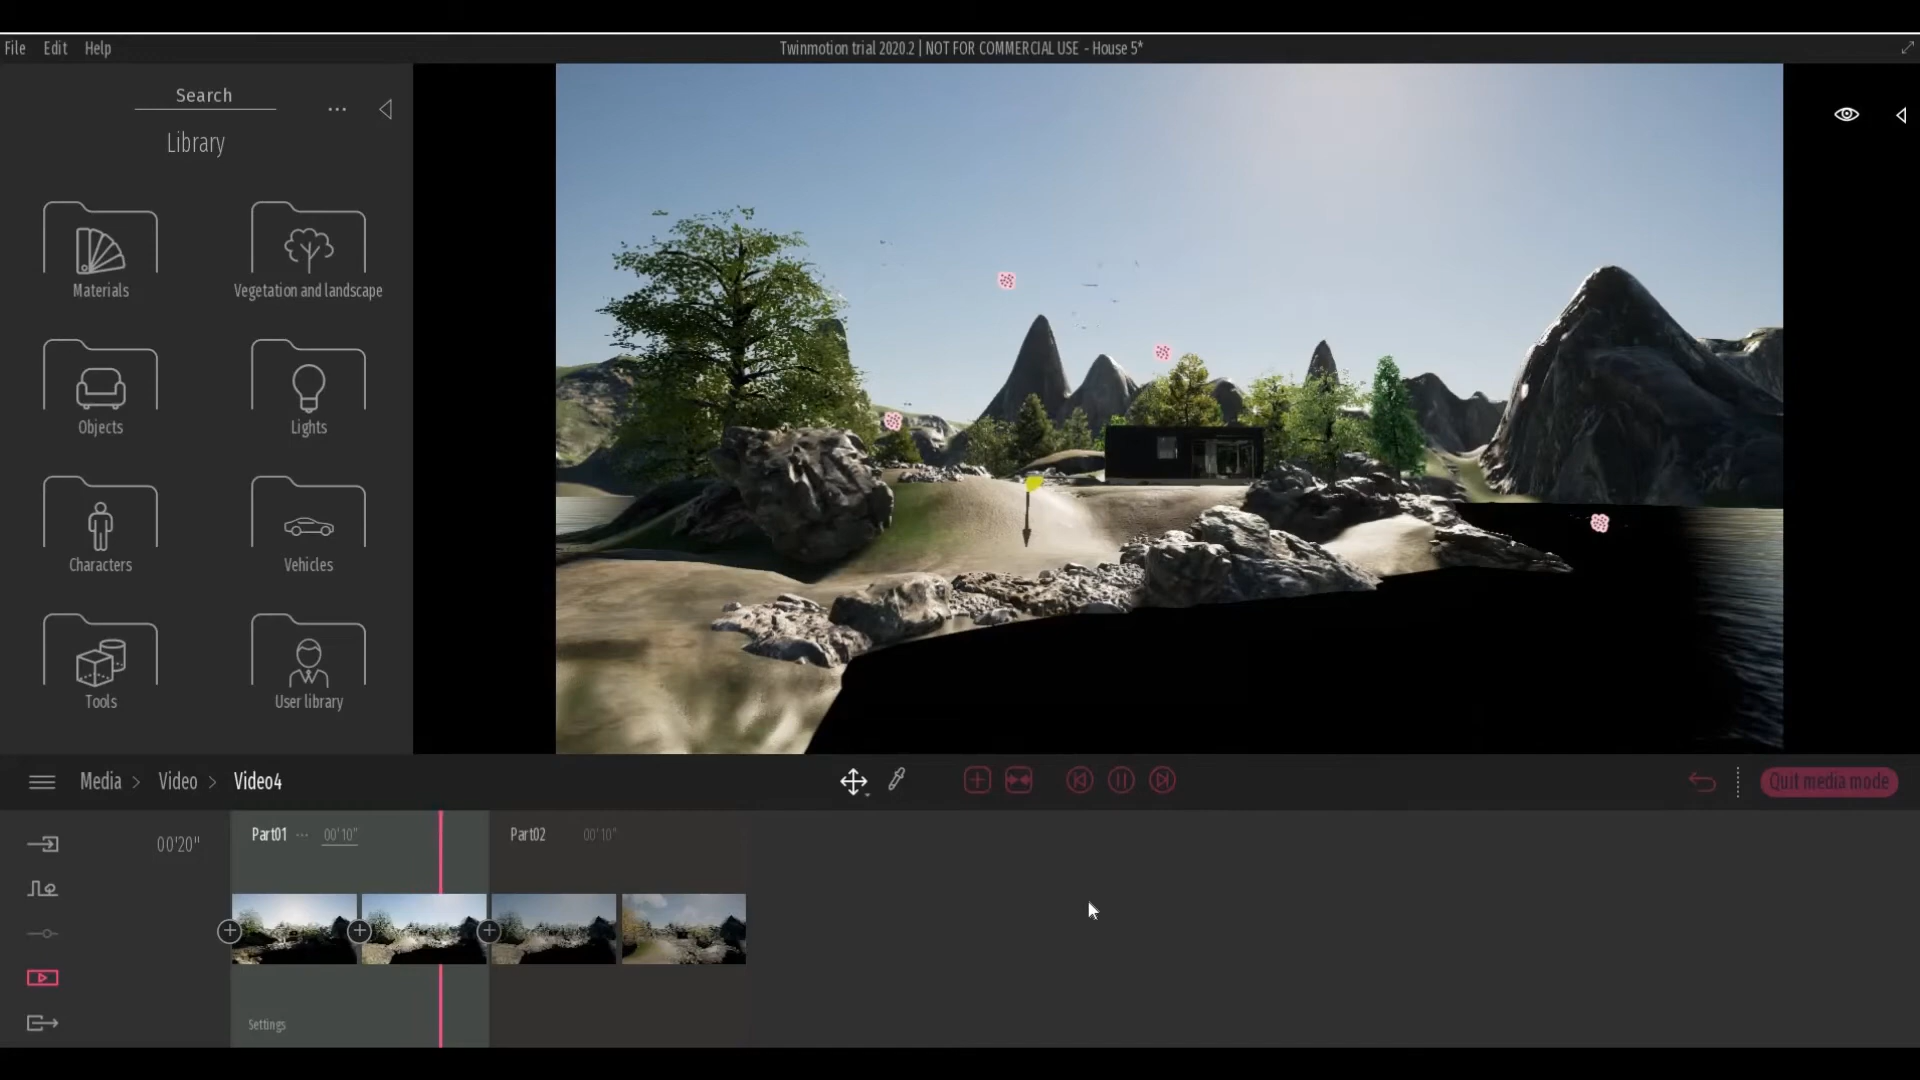 File Edit Help
Twinmotion trial 2020.2 | NOT FOR COMMERCIAL USE - House 5*
Search
Library
Materials
Vegetation and landscape
Objects
Lights
Characters
Vehicles
Tools
User library
Media > Video > Video4
Quit media mode
00'20"
Part01 ... 00'10"
Part02 00'10"
Settings